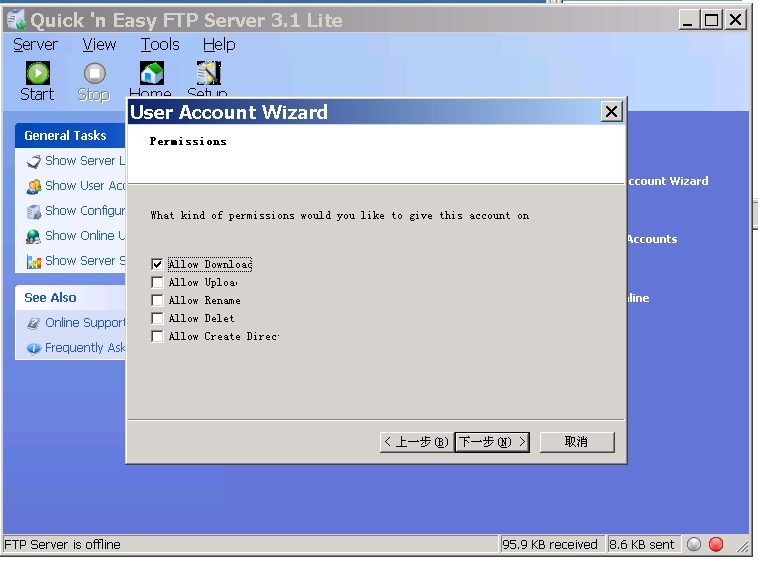 Quick 'n Easy FTP Server 3.1 Lite
Server View Tools Help
Start Stop Home Setup
User Account Wizard
Permissions
General Tasks
Show Server L
Show User Acc
Show Configur
Show Online U
Show Server S
See Also
Online Support
Frequently Ask
What kind of permissions would you like to give this account on
Allow Download
Allow Uploa
Allow Rename
Allow Delet
Allow Create Direc
< 上一步(B) 下一步(N) > 取消
ccount Wizard
Accounts
line
FTP Server is offline 95.9 KB received 8.6 KB sent